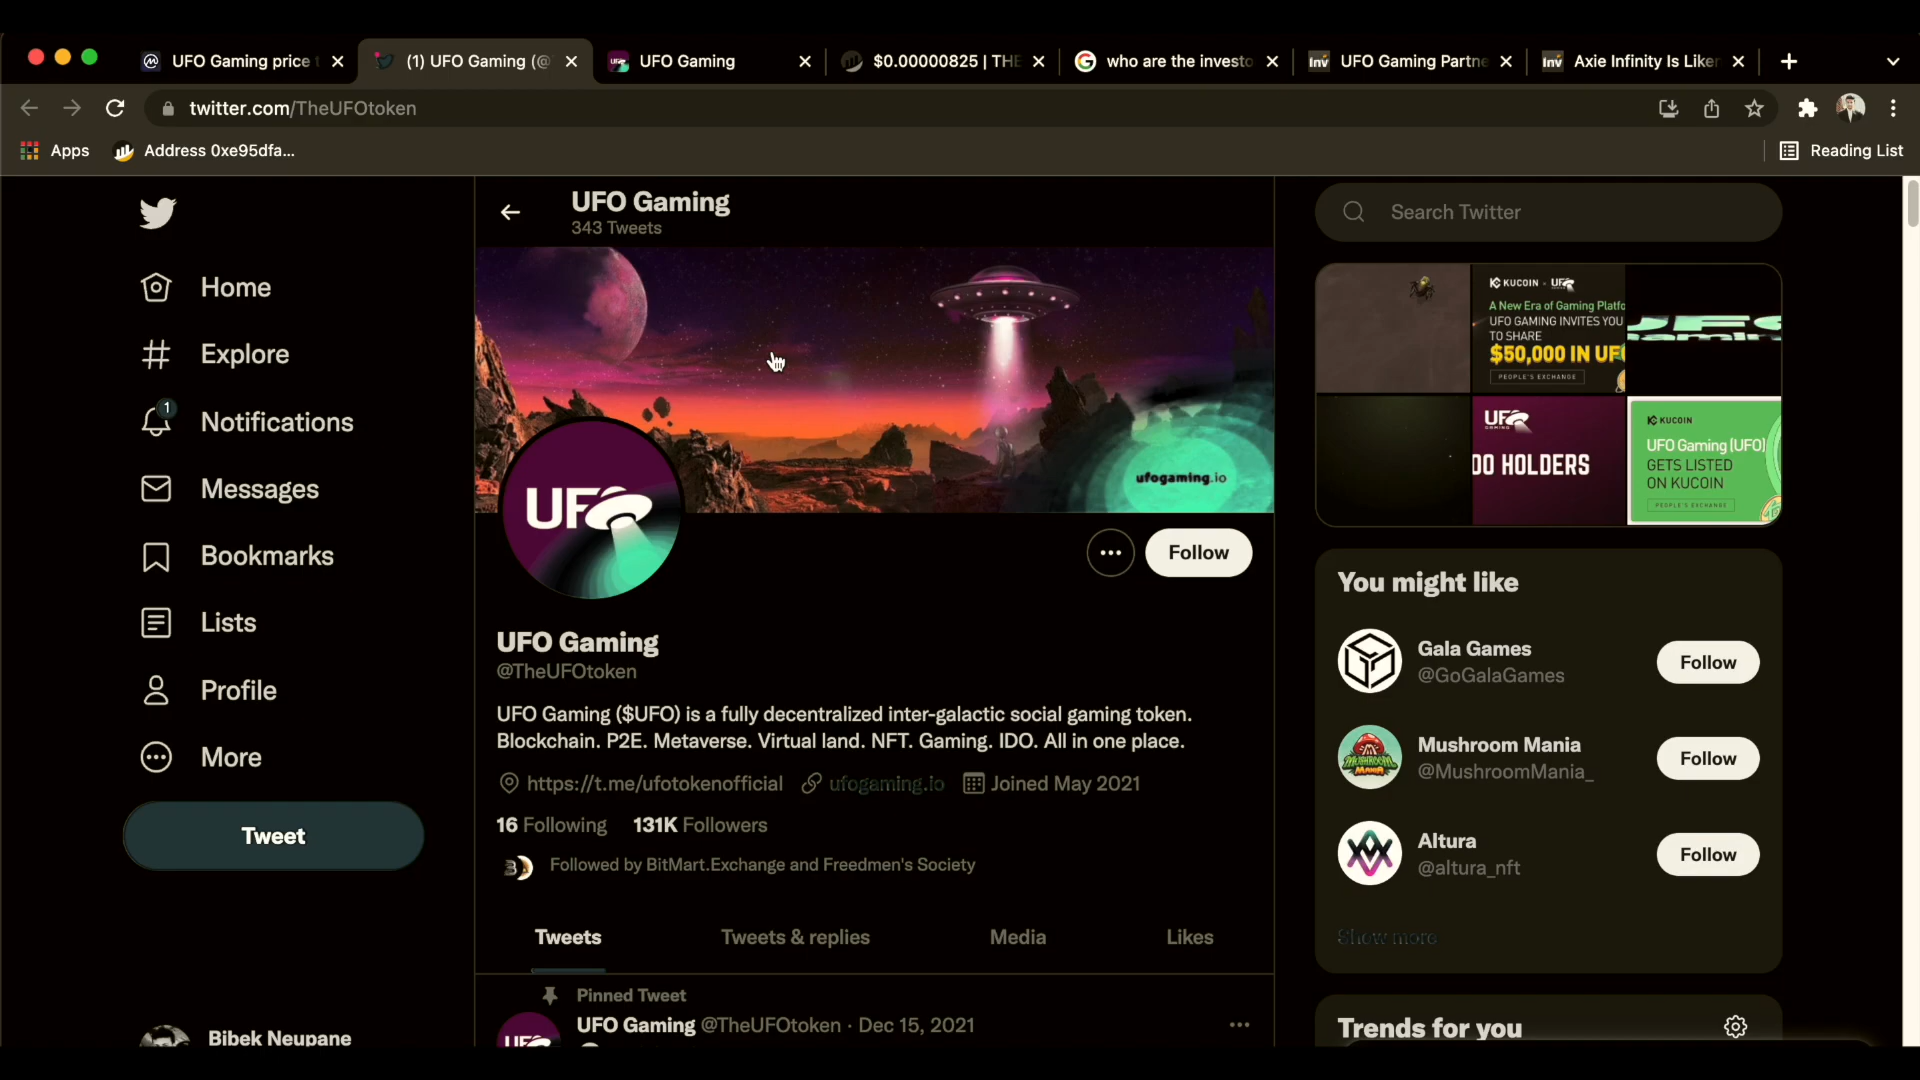 UFO Gaming price t
(1) UFO Gaming (@
UFO Gaming
$0.00000825 | THE
who are the investo
UFO Gaming Partne
Axie Infinity Is Liker
twitter.com/TheUFOtoken
Apps
Address 0xe95dfa...
Reading List
UFO Gaming
343 Tweets
Search Twitter
Home
Explore
1
Notifications
Messages
Bookmarks
Lists
Profile
More
Tweet
Bibek Neupane
ufogaming.io
UFO
Follow
UFO Gaming
@TheUFOtoken
UFO Gaming ($UFO) is a fully decentralized inter-galactic social gaming token.
Blockchain. P2E. Metaverse. Virtual land. NFT. Gaming. IDO. All in one place.
https://t.me/ufotokenofficial ufogaming.io Joined May 2021
16 Following 131K Followers
Followed by BitMart.Exchange and Freedmen's Society
Tweets
Tweets & replies
Media
Likes
Pinned Tweet
UFO Gaming @TheUFOtoken · Dec 15, 2021
KUCOIN × UFO
A New Era of Gaming Platfo
UFO GAMING INVITES YOU
TO SHARE
$50,000 IN UF
PEOPLE'S EXCHANGE
UFO
GAMING
00 HOLDERS
KUCOIN
UFO Gaming (UFO)
GETS LISTED
ON KUCOIN
PEOPLE'S EXCHANGE
You might like
Gala Games
@GoGalaGames
Follow
Mushroom Mania
@MushroomMania_
Follow
Altura
@altura_nft
Follow
Show more
Trends for you